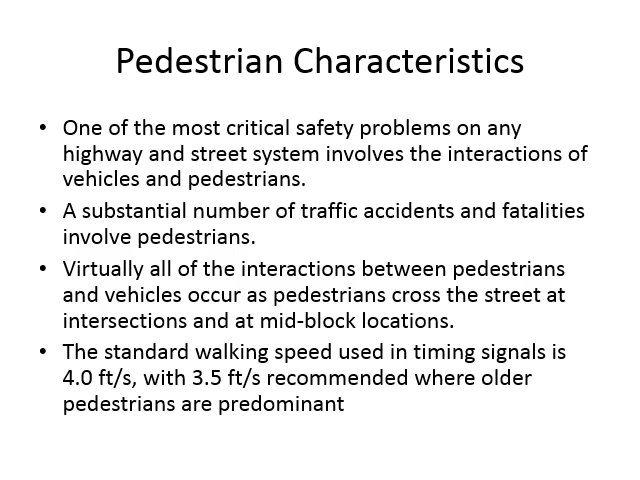 Pedestrian Characteristics
• One of the most critical safety problems on any
highway and street system involves the interactions of
vehicles and pedestrians.
• A substantial number of traffic accidents and fatalities
involve pedestrians.
• Virtually all of the interactions between pedestrians
and vehicles occur as pedestrians cross the street at
intersections and at mid-block locations.
• The standard walking speed used in timing signals is
4.0 ft/s, with 3.5 ft/s recommended where older
pedestrians are predominant